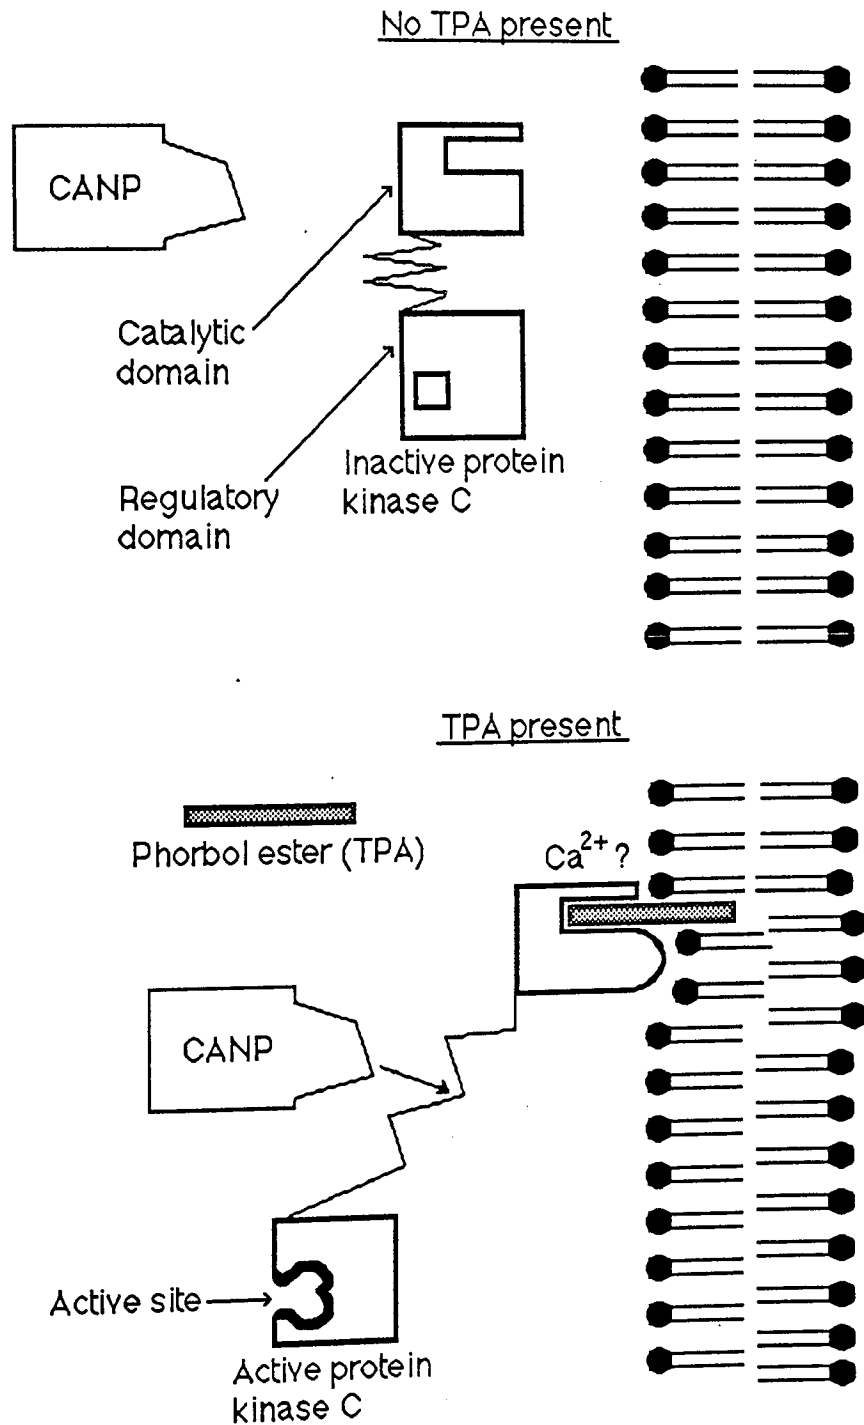 No TPA present
CANP
Catalytic
domain
Regulatory
domain
Inactive protein
kinase C
TPA present
Phorbol ester (TPA)
Ca2+ ?
CANP
Active site
Active protein
kinase C